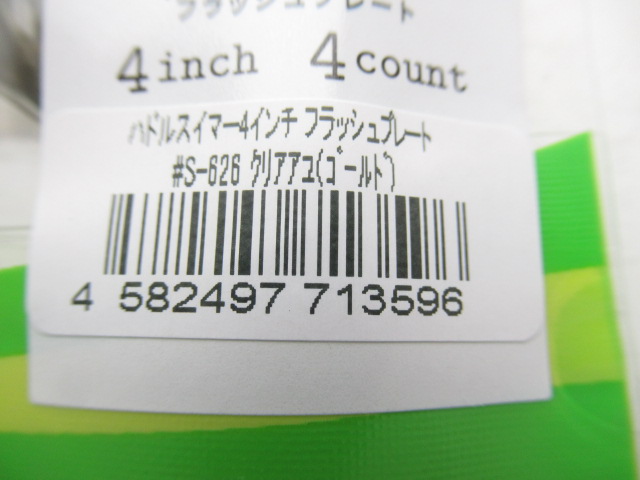 フラッシュプレート
4inch 4count
ハドルスイマー4インチ フラッシュプレート
#S-626 クリアアユ(ゴールド)
4 582497 713596